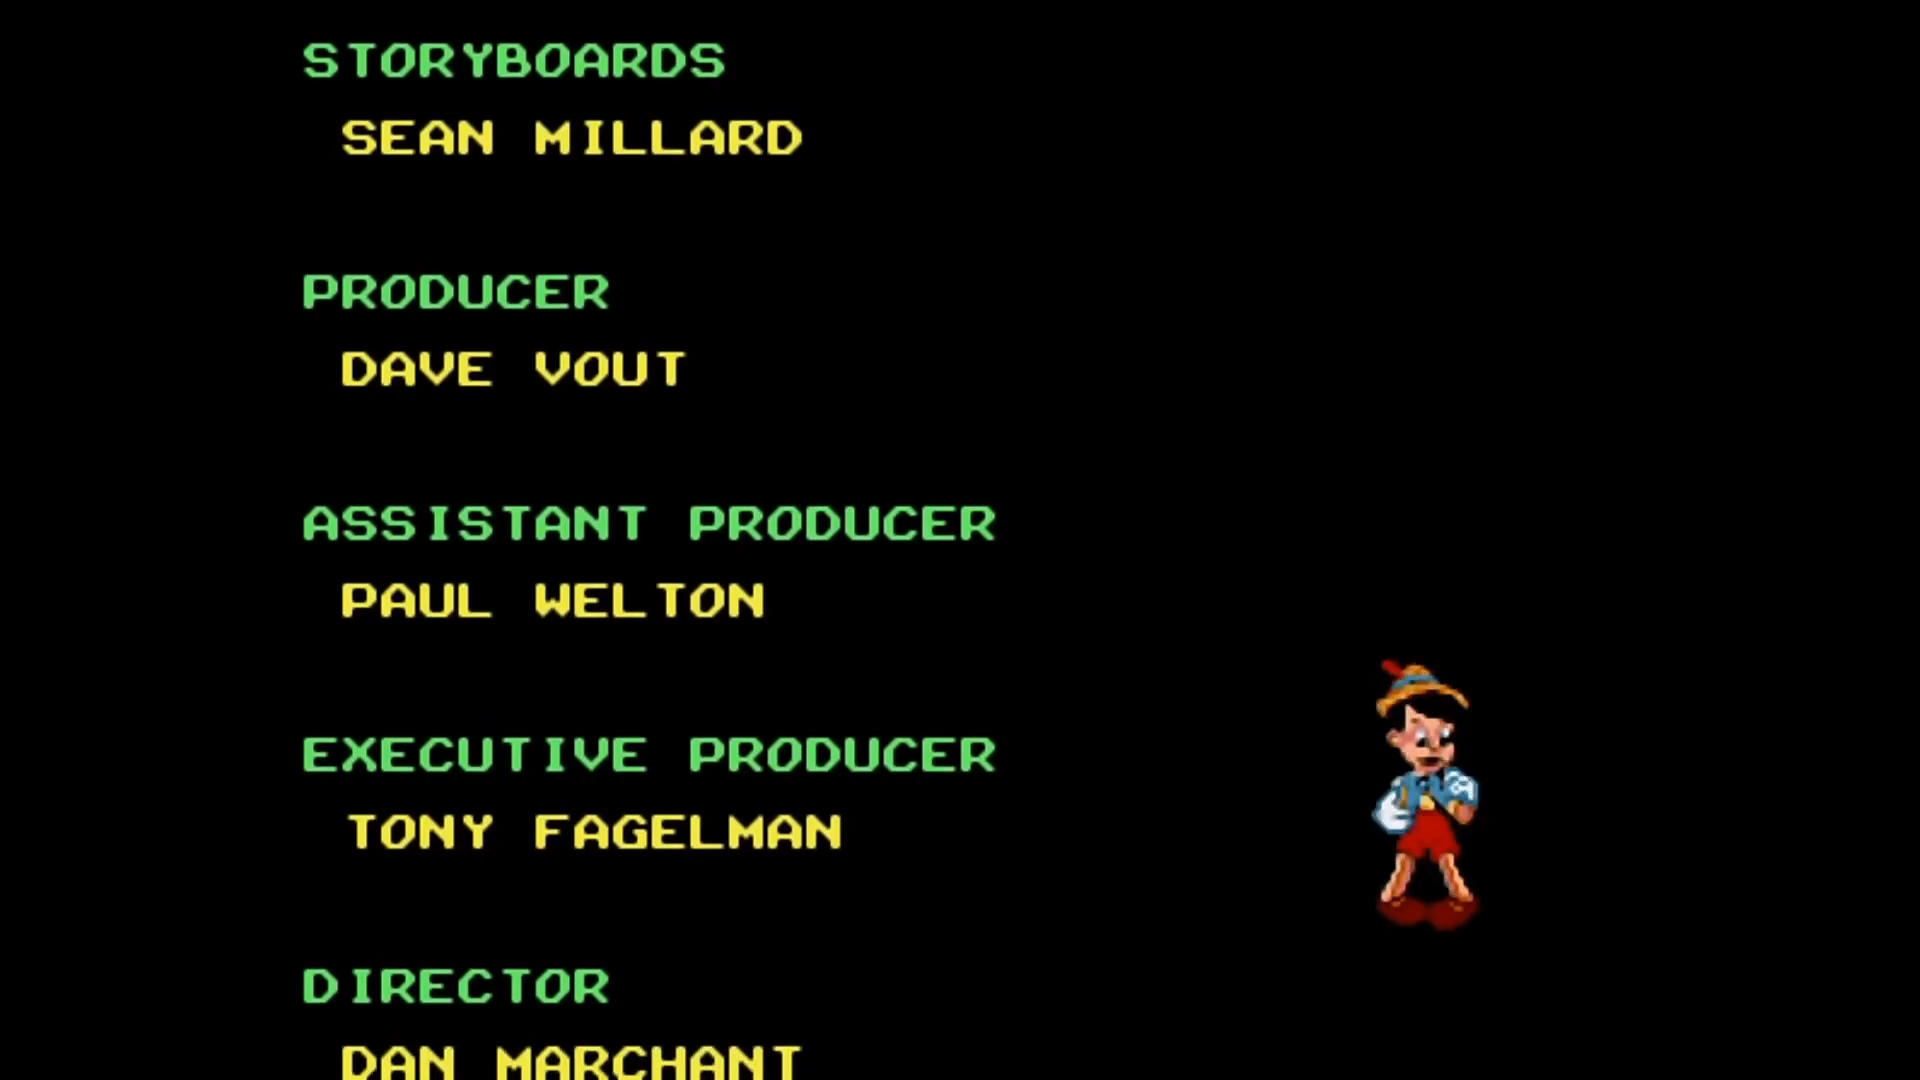 STORYBOARDS
SEAN MILLARD
PRODUCER
DAVE VOUT
ASSISTANT PRODUCER
PAUL WELTON
EXECUTIVE PRODUCER
TONY FAGELMAN
DIRECTOR
DAN MARCHANT